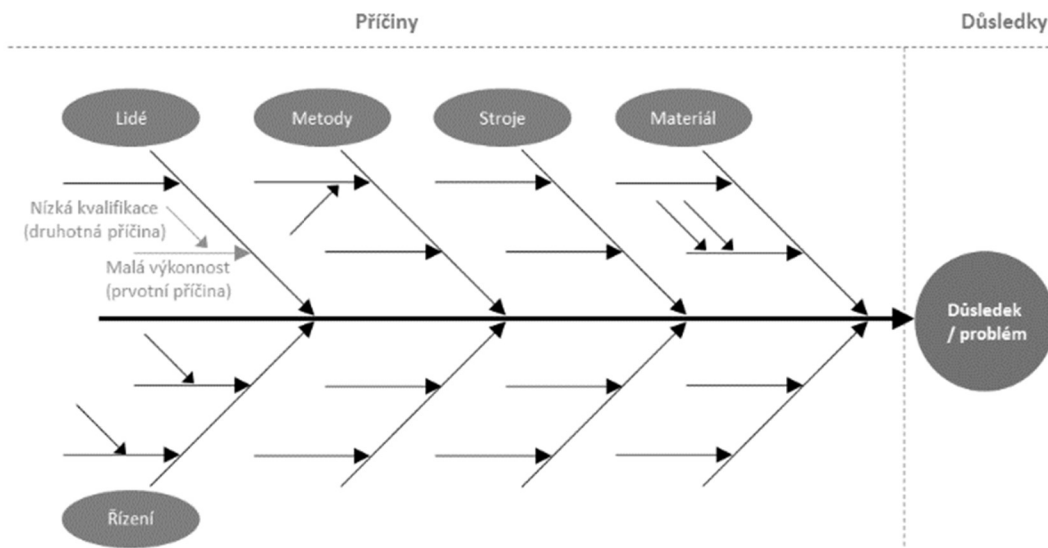 Příčiny
Důsledky
Lidé
Metody
Stroje
Materiál
Nízká kvalifikace
(druhotná příčina)
Malá výkonnost
(prvotní příčina)
Důsledek
/ problém
Řízení